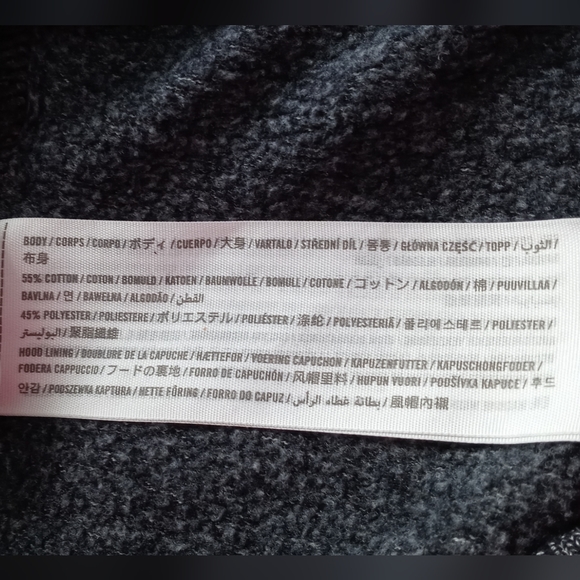 BODY / CORPS / CORPO / ボディ / CUERPO / 大身 / VARTALO / STŘEDNÍ DÍL / 몸통 / GŁÓWNA CZĘŚĆ / TOPP / الثوب /
布身
55% COTTON / COTON / BOMULD / KATOEN / BAUMWOLLE / BOMULL / COTONE / コットン / ALGODÓN / 棉 / PUUVILLAA /
BAVLNA / 면 / BAWEŁNA / ALGODÃO / القطن
45% POLYESTER / POLIESTERE / ポリエステル / POLIÉSTER / 涤纶 / POLYESTERIÄ / 폴리에스테르 / POLIESTER /
البوليستر / 聚脂纖維
HOOD LINING / DOUBLURE DE LA CAPUCHE / HÆTTEFOR / VOERING CAPUCHON / KAPUZENFUTTER / KAPUSCHONGFODER /
FODERA CAPPUCCIO / フードの裏地 / FORRO DE CAPUCHÓN / 风帽里料 / HUPUN VUORI / PODŠÍVKA KAPUCE / 후드
안감 / PODSZEWKA KAPTURA / HETTE FÔRING / FORRO DO CAPUZ / بطانة غطاء الرأس / 風帽內襯